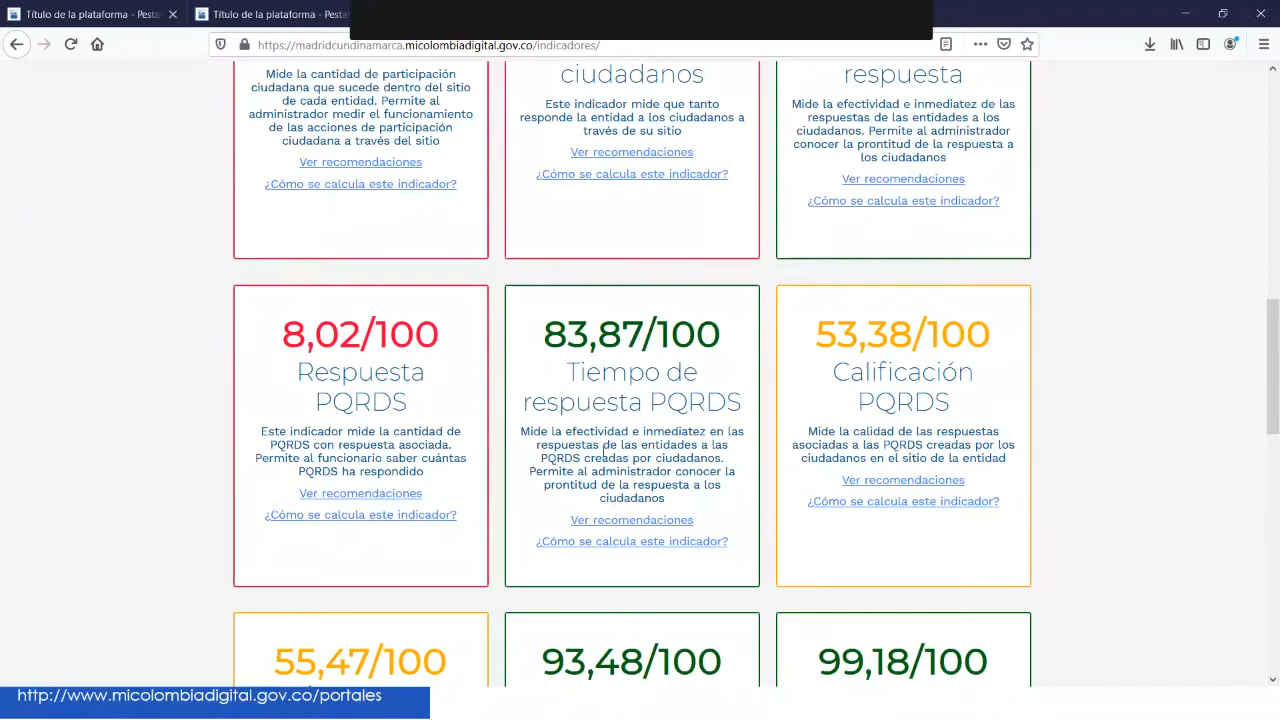 Título de la plataforma - Pesta
Título de la plataforma - Pest
https://madridcundinamarca.micolombiadigital.gov.co/indicadores/
Mide la cantidad de participación
ciudadana que sucede dentro del sitio
de cada entidad. Permite al
administrador medir el funcionamiento
de las acciones de participación
ciudadana a través del sitio
Ver recomendaciones
¿Cómo se calcula este indicador?
ciudadanos
Este indicador mide que tanto
responde la entidad a los ciudadanos a
través de su sitio
Ver recomendaciones
¿Cómo se calcula este indicador?
respuesta
Mide la efectividad e inmediatez de las
respuestas de las entidades a los
ciudadanos. Permite al administrador
conocer la prontitud de la respuesta a
los ciudadanos
Ver recomendaciones
¿Cómo se calcula este indicador?
8,02/100
Respuesta
PQRDS
Este indicador mide la cantidad de
PQRDS con respuesta asociada.
Permite al funcionario saber cuántas
PQRDS ha respondido
Ver recomendaciones
¿Cómo se calcula este indicador?
83,87/100
Tiempo de
respuesta PQRDS
Mide la efectividad e inmediatez en las
respuestas de las entidades a las
PQRDS creadas por ciudadanos.
Permite al administrador conocer la
prontitud de la respuesta a los
ciudadanos
Ver recomendaciones
¿Cómo se calcula este indicador?
53,38/100
Calificación
PQRDS
Mide la calidad de las respuestas
asociadas a las PQRDS creadas por los
ciudadanos en el sitio de la entidad
Ver recomendaciones
¿Cómo se calcula este indicador?
55,47/100
93,48/100
99,18/100
http://www.micolombiadigital.gov.co/portales